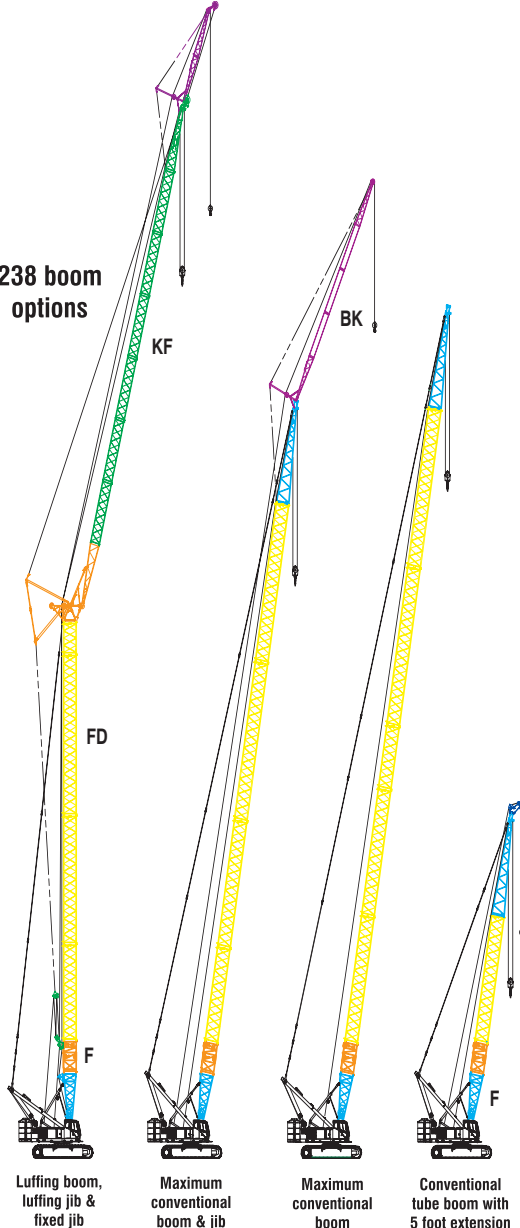 238 boom
options
KF
BK
FD
F
F
Luffing boom,
luffing jib &
fixed jib
Maximum
conventional
boom & jib
Maximum
conventional
boom
Conventional
tube boom with
5 foot extension